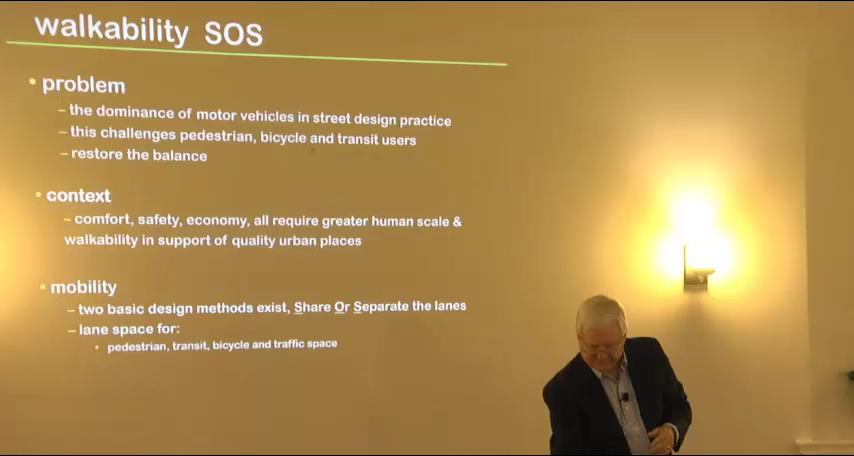 walkability SOS
• problem
– the dominance of motor vehicles in street design practice
– this challenges pedestrian, bicycle and transit users
– restore the balance
• context
– comfort, safety, economy, all require greater human scale &
walkability in support of quality urban places
• mobility
– two basic design methods exist, Share Or Separate the lanes
– lane space for:
• pedestrian, transit, bicycle and traffic space